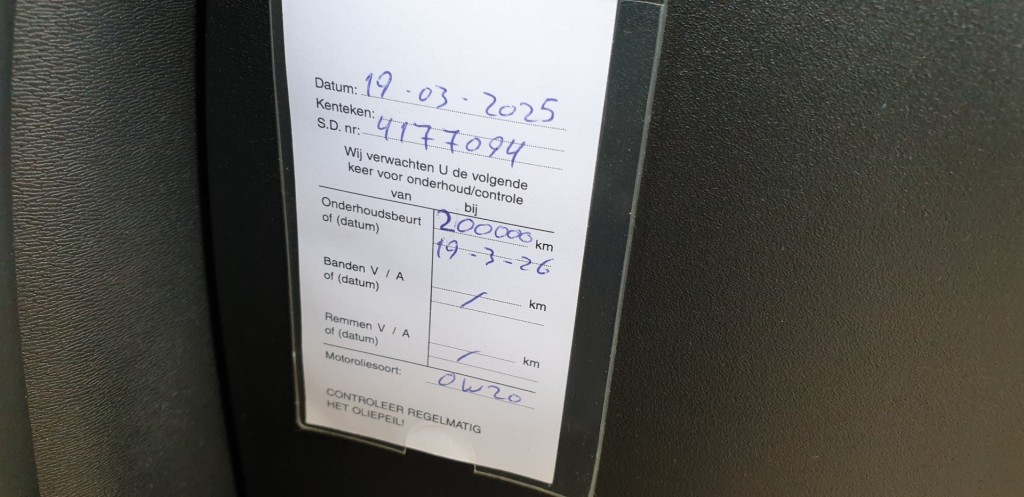 Datum: 19-03-2025
Kenteken:
S.D. nr: 4177094
Wij verwachten U de volgende
keer voor onderhoud/controle
van bij
Onderhoudsbeurt 200000 km
of (datum) 19-3-26
Banden V / A
of (datum) / km
Remmen V / A
of (datum) / km
Motoroliesoort: 0W20
CONTROLEER REGELMATIG
HET OLIEPEIL!